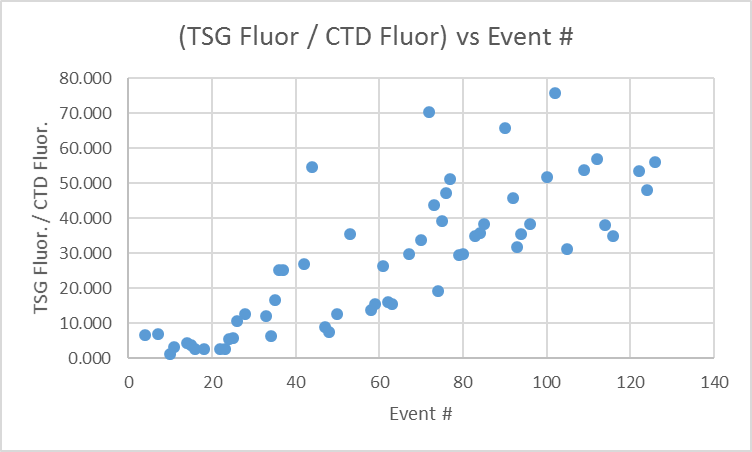 (TSG Fluor / CTD Fluor) vs Event #
80.000
70.000
60.000
50.000
40.000
30.000
20.000
10.000
0.000
TSG Fluor. / CTD Fluor.
0 20 40 60 80 100 120 140
Event #